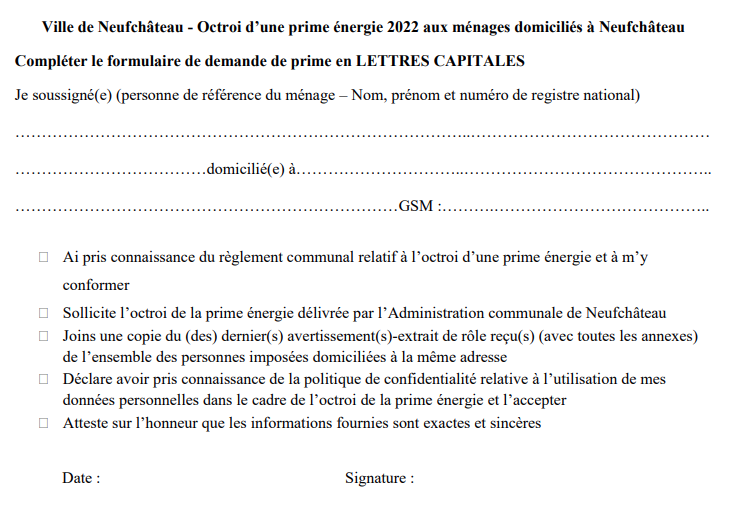 Ville de Neufchâteau - Octroi d’une prime énergie 2022 aux ménages domiciliés à Neufchâteau
Compléter le formulaire de demande de prime en LETTRES CAPITALES
Je soussigné(e) (personne de référence du ménage – Nom, prénom et numéro de registre national)
…………………………………………………………………………..………………………………………
………………………………domicilié(e) à…………………………..………………………………………..
………………………………………………………………GSM :……….…………………………………..
□ Ai pris connaissance du règlement communal relatif à l’octroi d’une prime énergie et à m’y
conformer
□ Sollicite l’octroi de la prime énergie délivrée par l’Administration communale de Neufchâteau
□ Joins une copie du (des) dernier(s) avertissement(s)-extrait de rôle reçu(s) (avec toutes les annexes)
de l’ensemble des personnes imposées domiciliées à la même adresse
□ Déclare avoir pris connaissance de la politique de confidentialité relative à l’utilisation de mes
données personnelles dans le cadre de l’octroi de la prime énergie et l’accepter
□ Atteste sur l’honneur que les informations fournies sont exactes et sincères
Date : Signature :